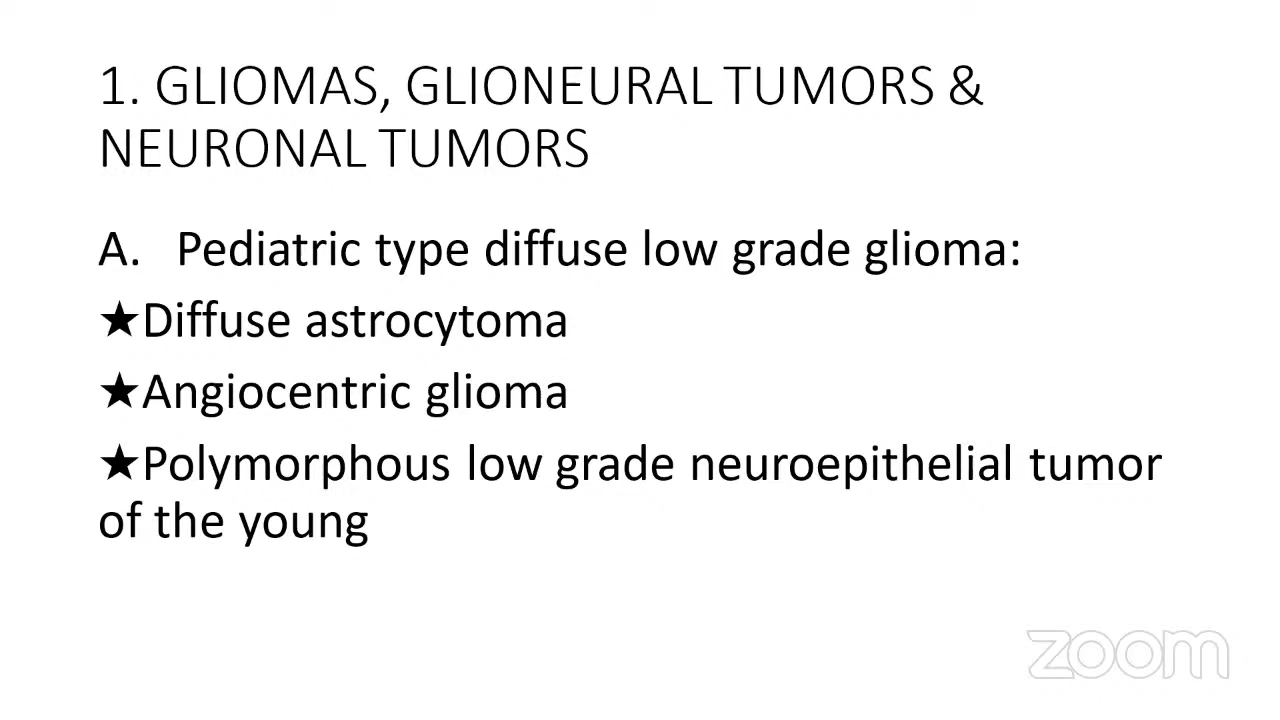 1. GLIOMAS, GLIONEURAL TUMORS &
NEURONAL TUMORS
A. Pediatric type diffuse low grade glioma:
★Diffuse astrocytoma
★Angiocentric glioma
★Polymorphous low grade neuroepithelial tumor
of the young
zoom